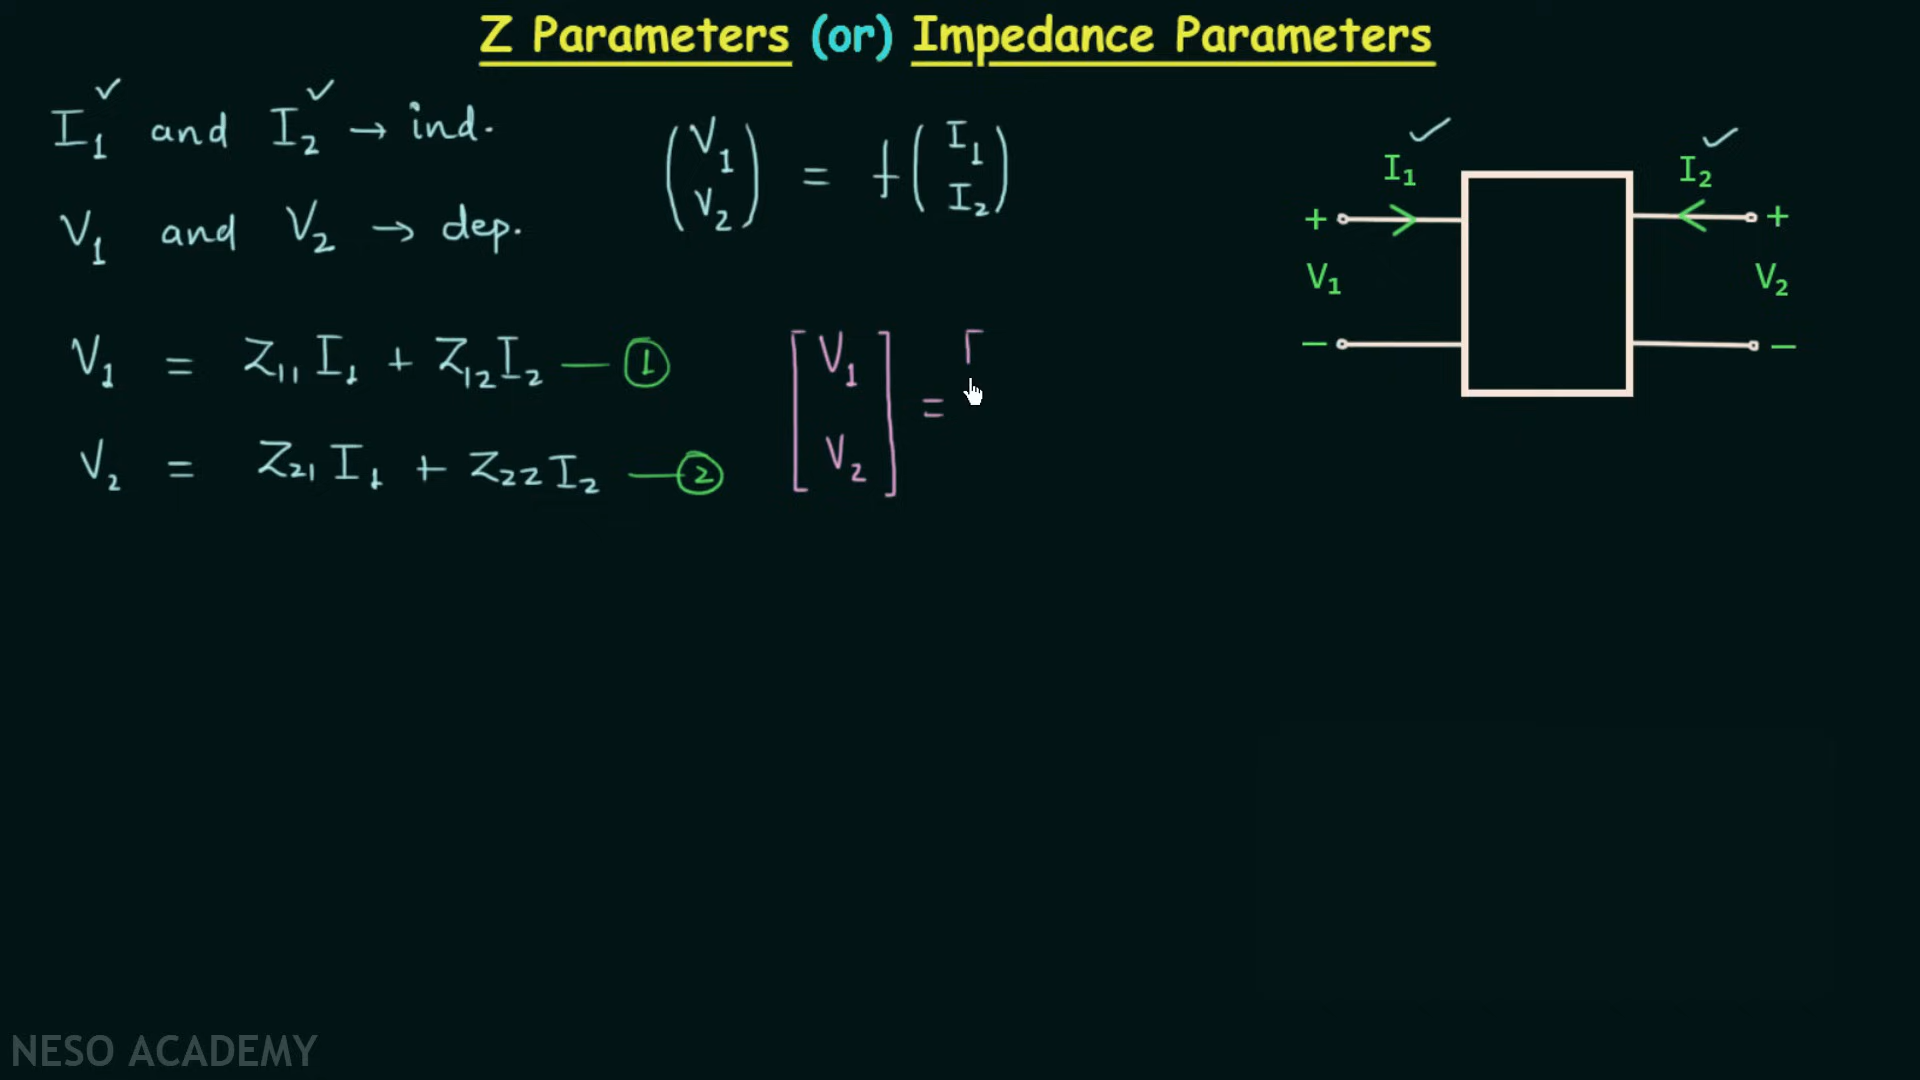 Z Parameters (or) Impedance Parameters
I₁ ✓ and I₂ ✓ → ind.
V₁ and V₂ → dep.
(V₁ V₂) = f(I₁ I₂)
V₁ = Z₁₁ I₁ + Z₁₂ I₂ — ①
V₂ = Z₂₁ I₁ + Z₂₂ I₂ — ②
[V₁ V₂] =
I₁ ✓ I₂ ✓
+ +
V₁ V₂
− −
NESO ACADEMY